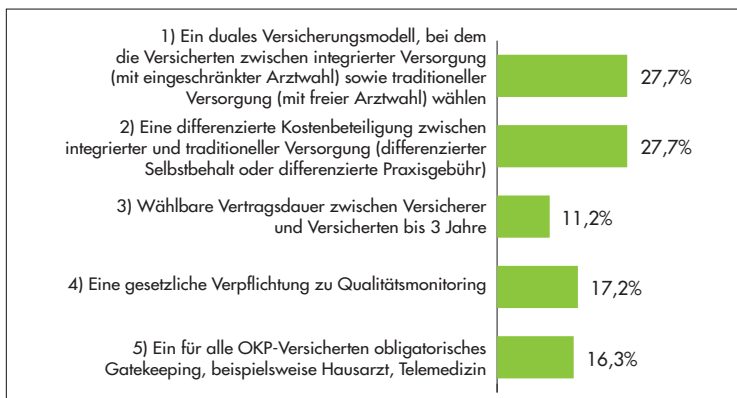 1) Ein duales Versicherungsmodell, bei dem
die Versicherten zwischen integrierter Versorgung
(mit eingeschränkter Arztwahl) sowie traditioneller
Versorgung (mit freier Arztwahl) wählen
27,7%
2) Eine differenzierte Kostenbeteiligung zwischen
integrierter und traditioneller Versorgung (differenzierter
Selbstbehalt oder differenzierte Praxisgebühr)
27,7%
3) Wählbare Vertragsdauer zwischen Versicherer
und Versicherten bis 3 Jahre
11,2%
4) Eine gesetzliche Verpflichtung zu Qualitätsmonitoring
17,2%
5) Ein für alle OKP-Versicherten obligatorisches
Gatekeeping, beispielsweise Hausarzt, Telemedizin
16,3%